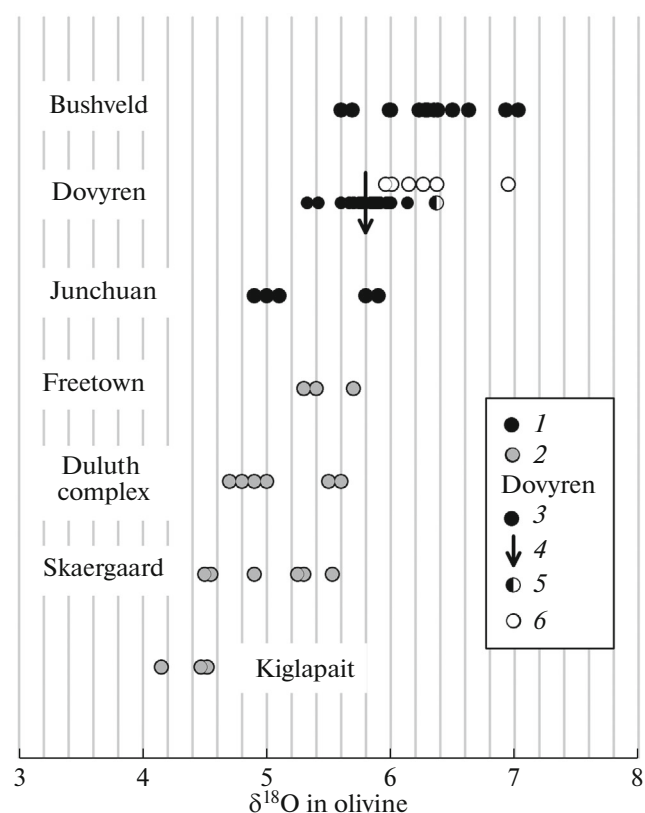 Bushveld
Dovyren
Junchuan
Freetown
Duluth
complex
Skaergaard
Kiglapait
1
2
Dovyren
3
4
5
6
3 4 5 6 7 8
δ¹⁸O in olivine